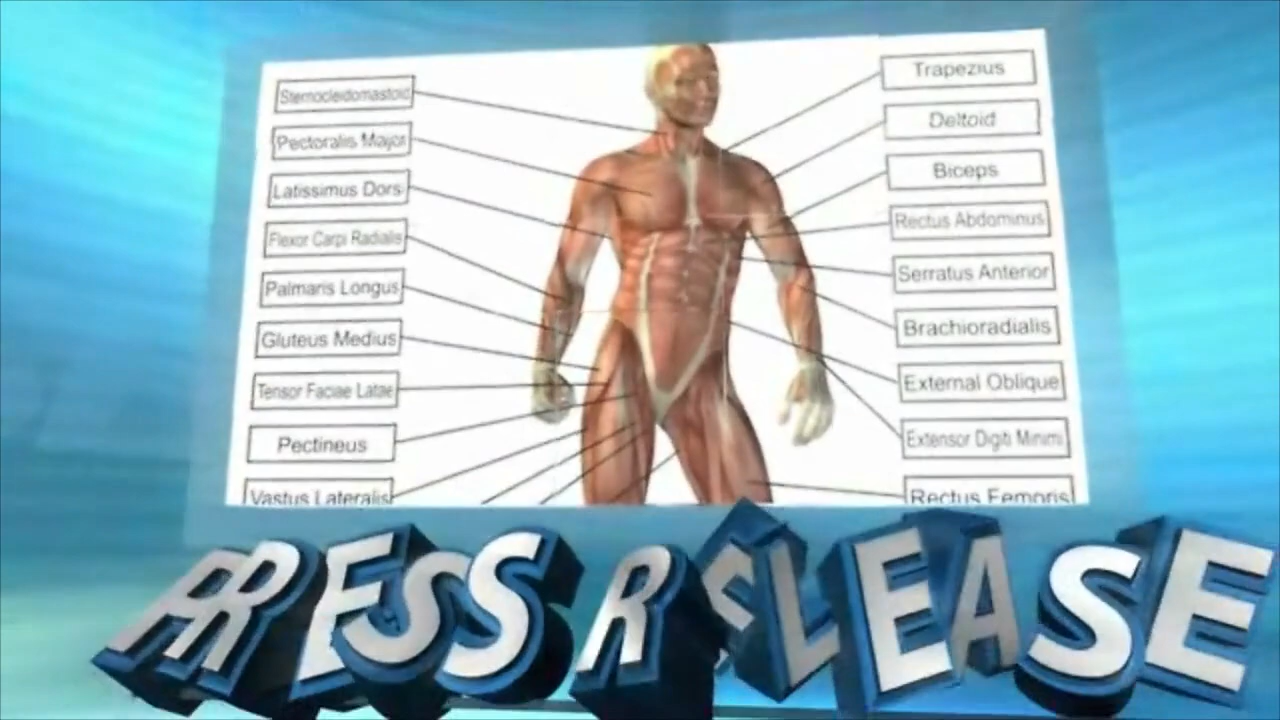 Sternocleidomastoid
Pectoralis Major
Latissimus Dorsi
Flexor Carpi Radialis
Palmaris Longus
Gluteus Medius
Tensor Faciae Latae
Pectineus
Vastus Lateralis
Trapezius
Deltoid
Biceps
Rectus Abdominus
Serratus Anterior
Brachioradialis
External Oblique
Extensor Digiti Minimi
Rectus Femoris
PRESS RELEASE